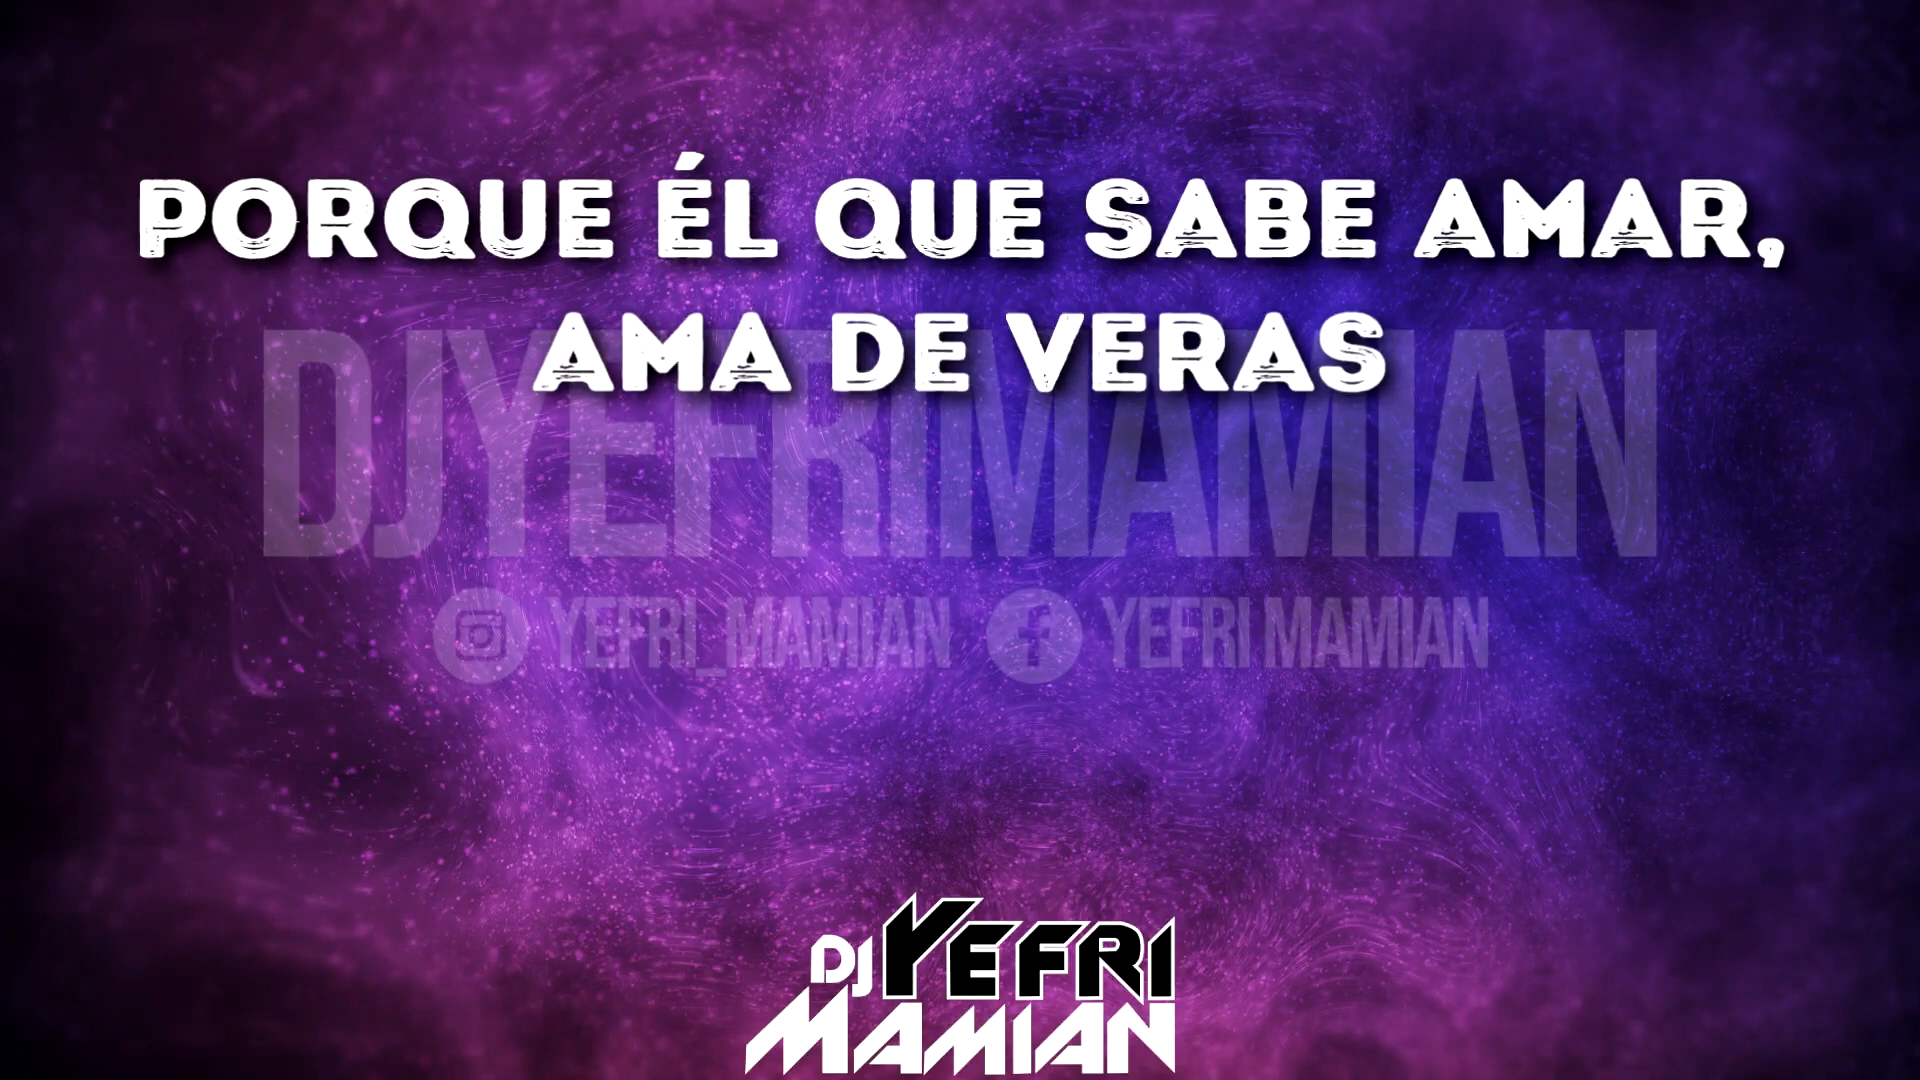 PORQUE ÉL QUE SABE AMAR,
AMA DE VERAS
DJYEFRIMAMIAN
YEFRI_MAMIAN YEFRI MAMIAN
DJ YEFRI
MAMIAN